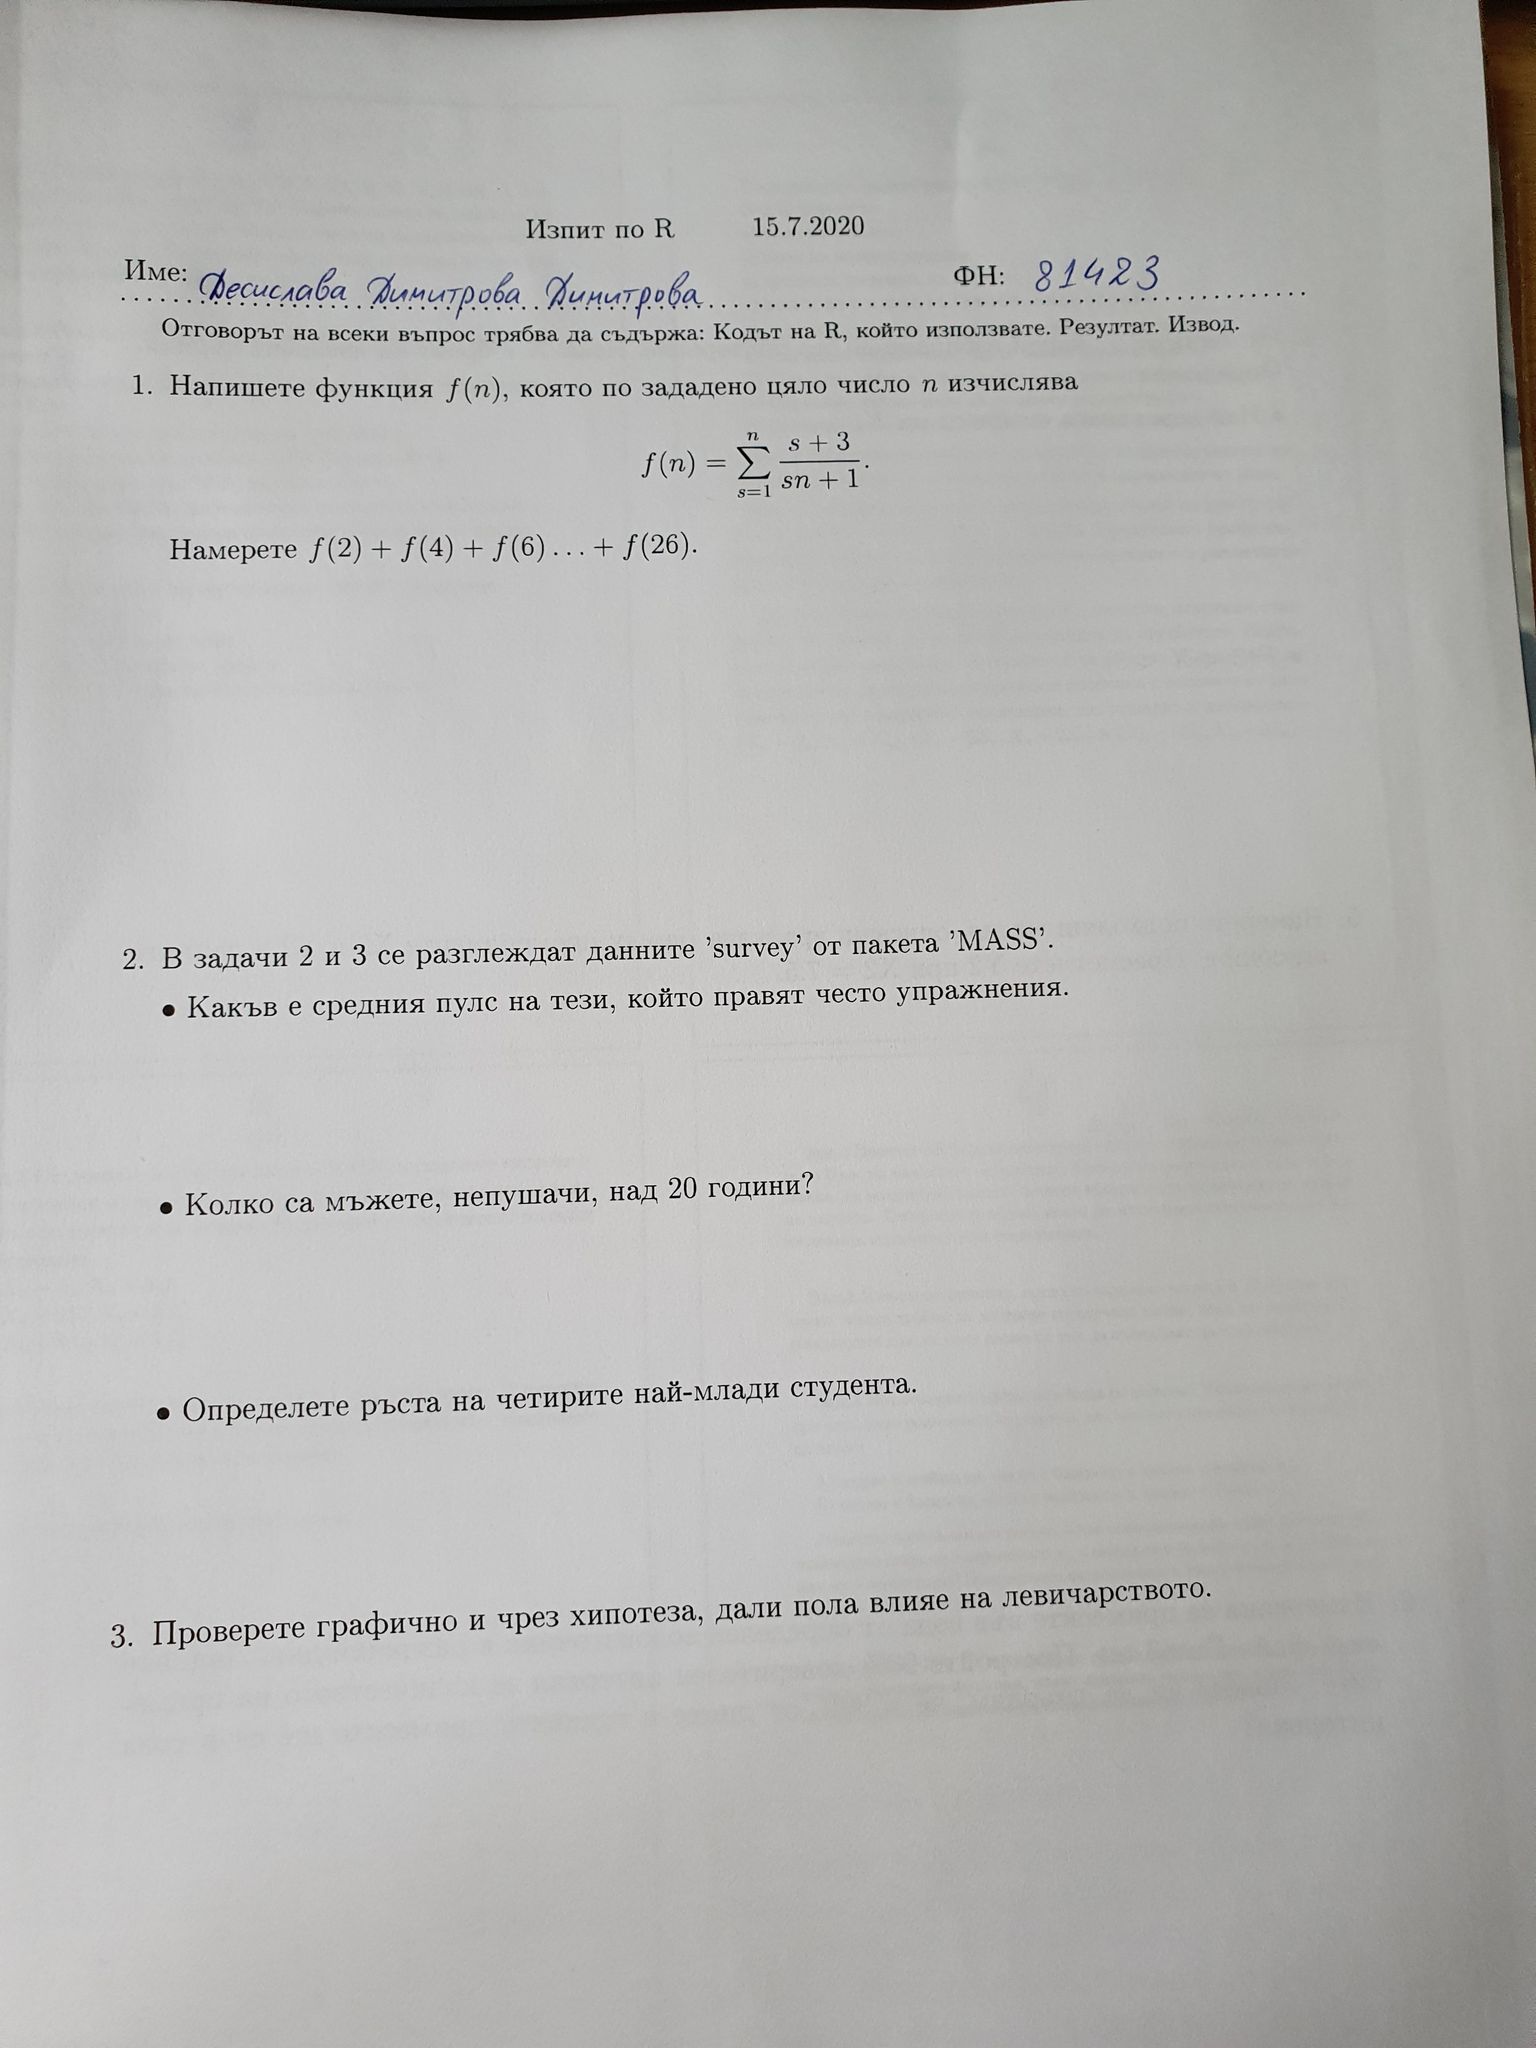 Изпит по R 15.7.2020
Име: Десислава Димитрова Димитрова ФН: 81423
Отговорът на всеки въпрос трябва да съдържа: Кодът на R, който използвате. Резултат. Извод.
1. Напишете функция f(n), която по зададено цяло число n изчислява
f(n) = \sum_{s=1}^{n} \frac{s+3}{sn+1}.
Намерете f(2) + f(4) + f(6) . . . + f(26).
2. В задачи 2 и 3 се разглеждат данните 'survey' от пакета 'MASS'.
• Какъв е средния пулс на тези, който правят често упражнения.
• Колко са мъжете, непушачи, над 20 години?
• Определете ръста на четирите най-млади студента.
3. Проверете графично и чрез хипотеза, дали пола влияе на левичарството.